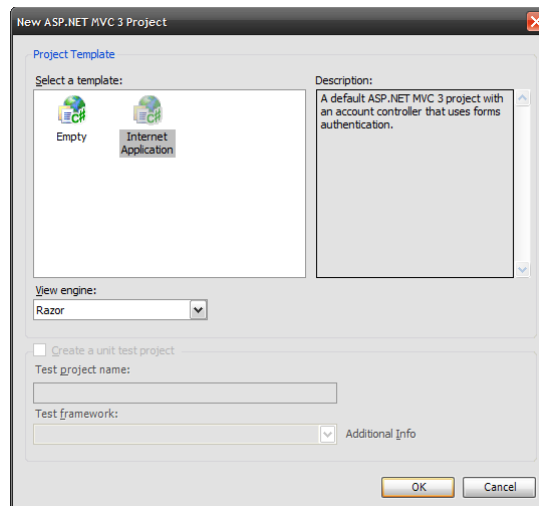 New ASP.NET MVC 3 Project
Project Template
Select a template:
Empty
Internet
Application
Description:
A default ASP.NET MVC 3 project with
an account controller that uses forms
authentication.
View engine:
Razor
Create a unit test project
Test project name:
Test framework:
Additional Info
OK
Cancel